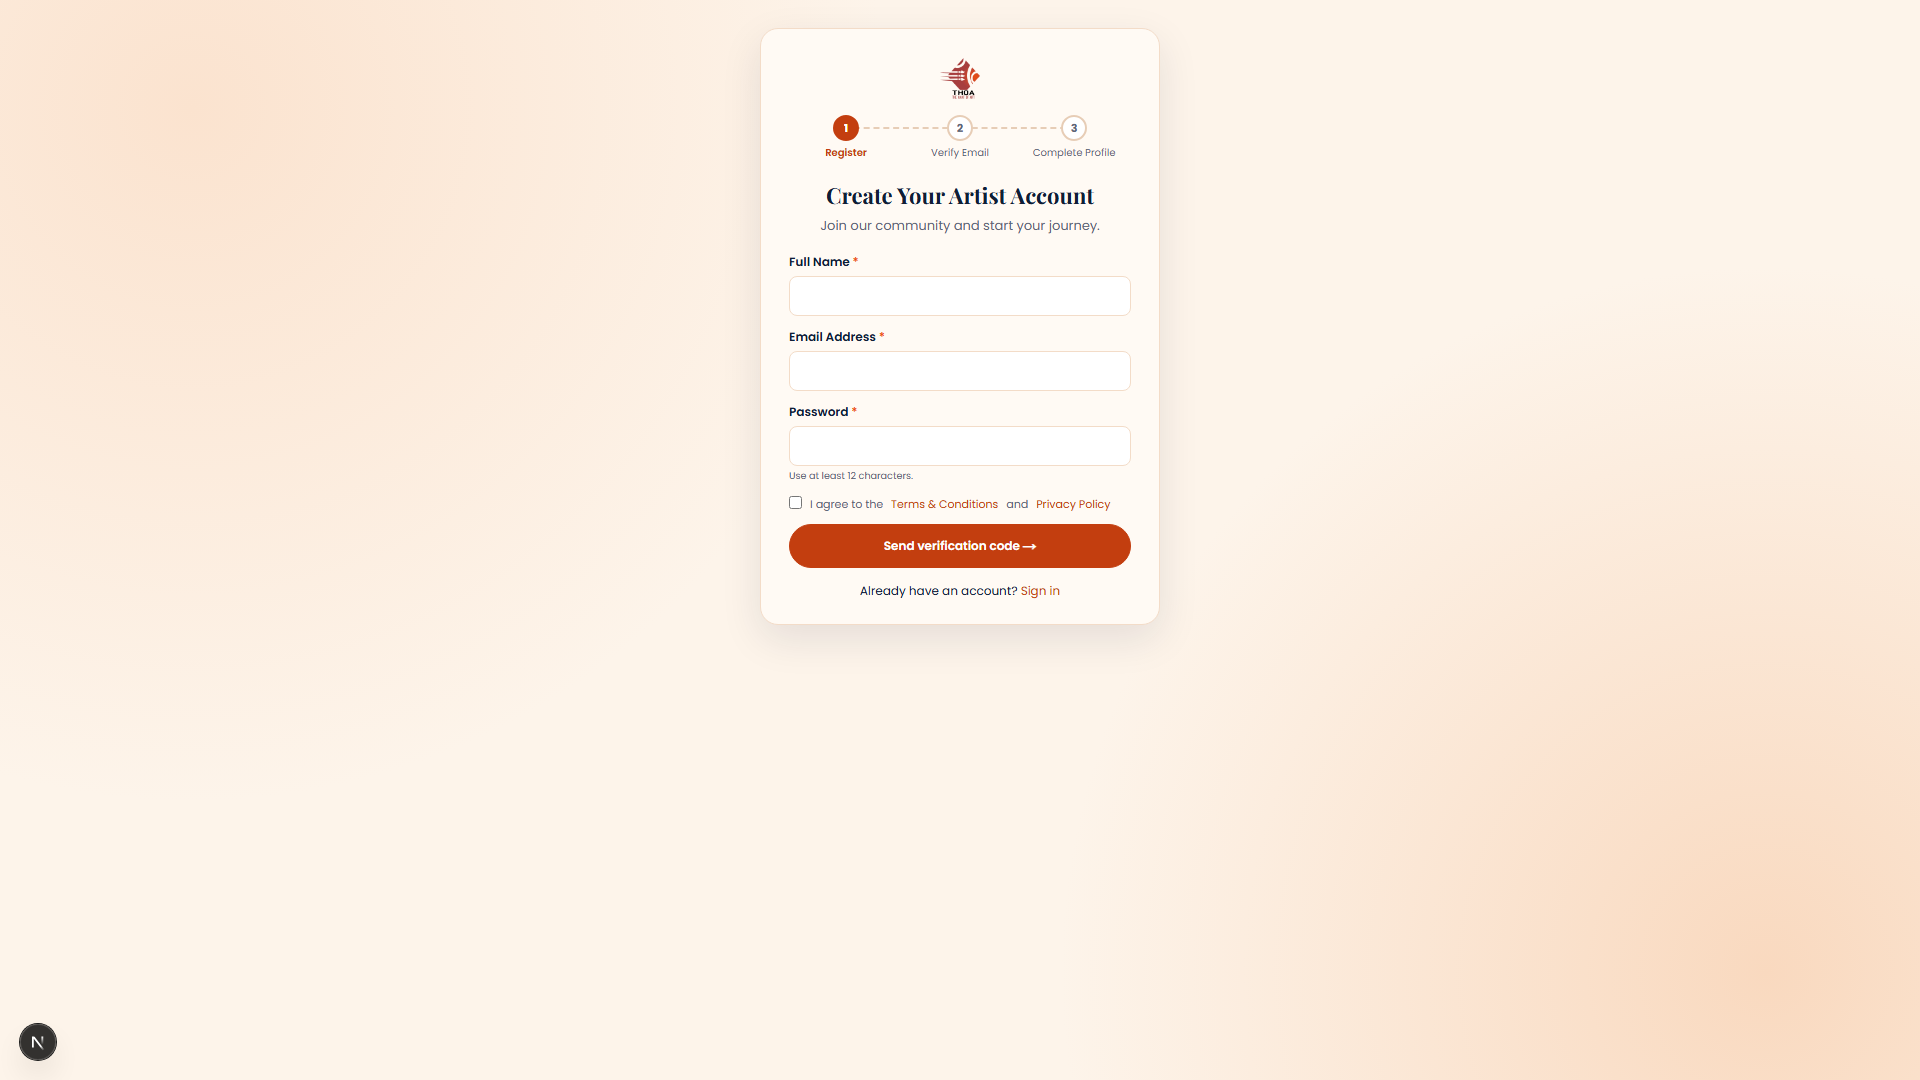 THOA
1
2
3
Register
Verify Email
Complete Profile
Create Your Artist Account
Join our community and start your journey.
Full Name *
Email Address *
Password *
Use at least 12 characters.
I agree to the Terms & Conditions and Privacy Policy
Send verification code →
Already have an account? Sign in
N